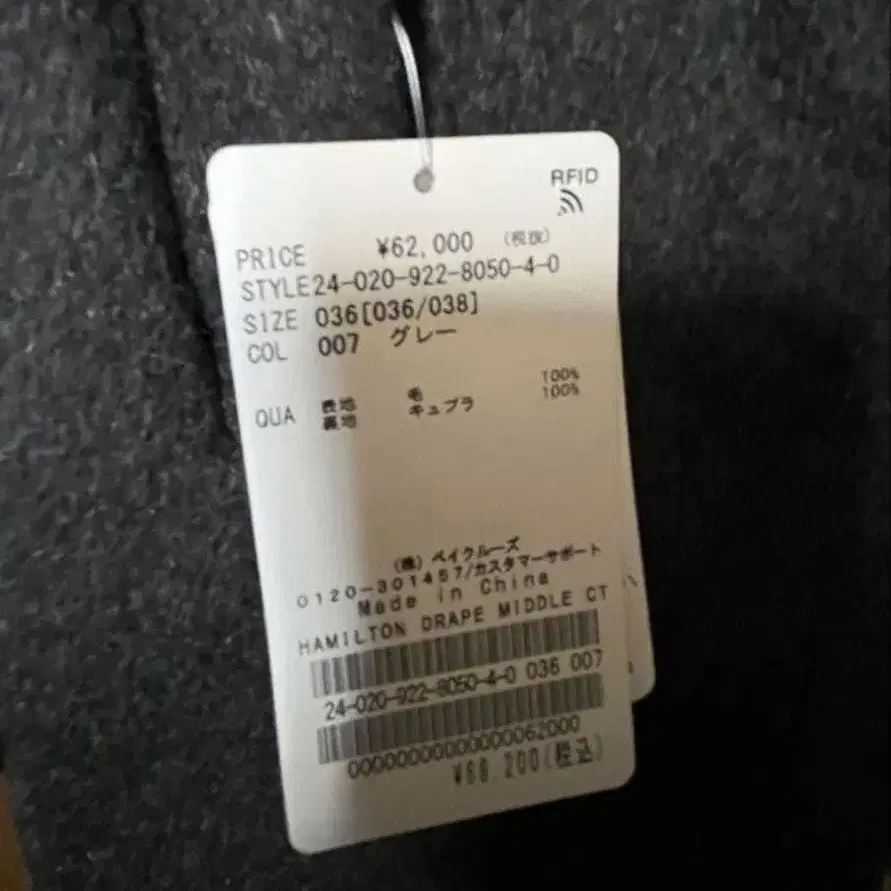 RFID
PRICE ¥62,000 (税抜)
STYLE 24-020-922-8050-4-0
SIZE 036[036/038]
COL 007 グレー
QUA 表地 毛 100%
裏地 キュプラ 100%
(株) ベイクルーズ
0120-301457/カスタマーサポート
Made in China
HAMILTON DRAPE MIDDLE CT
24-020-922-8050-4-0 036 007
00000000000000062000
¥68,200(税込)